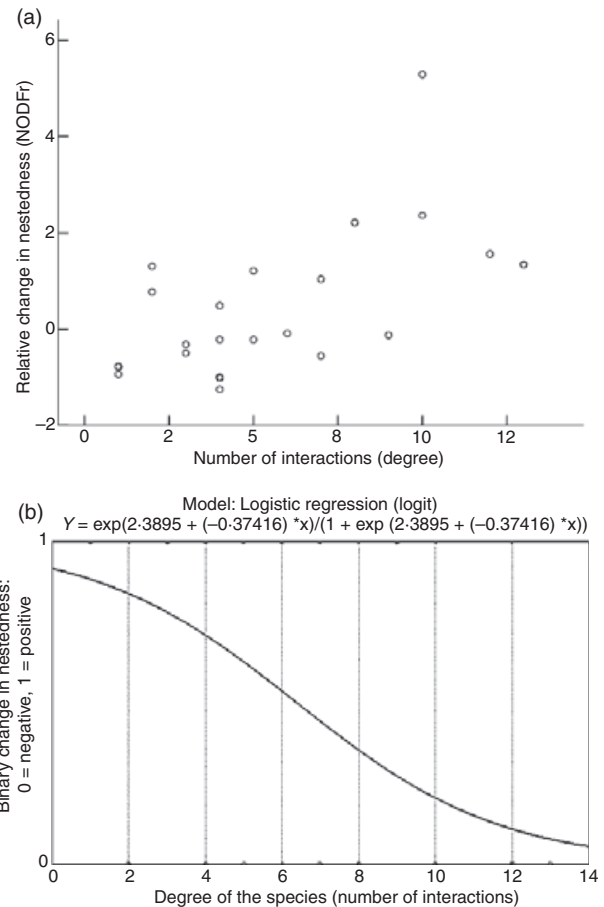 (a)
Relative change in nestedness (NODFr)
6
4
2
0
−2
0 2 5 8 10 12
Number of interactions (degree)
(b)
Model: Logistic regression (logit)
Y = exp(2·3895 + (−0·37416) *x)/(1 + exp (2·3895 + (−0·37416) *x))
Binary change in nestedness:
0 = negative, 1 = positive
1
0
0 2 4 6 8 10 12 14
Degree of the species (number of interactions)